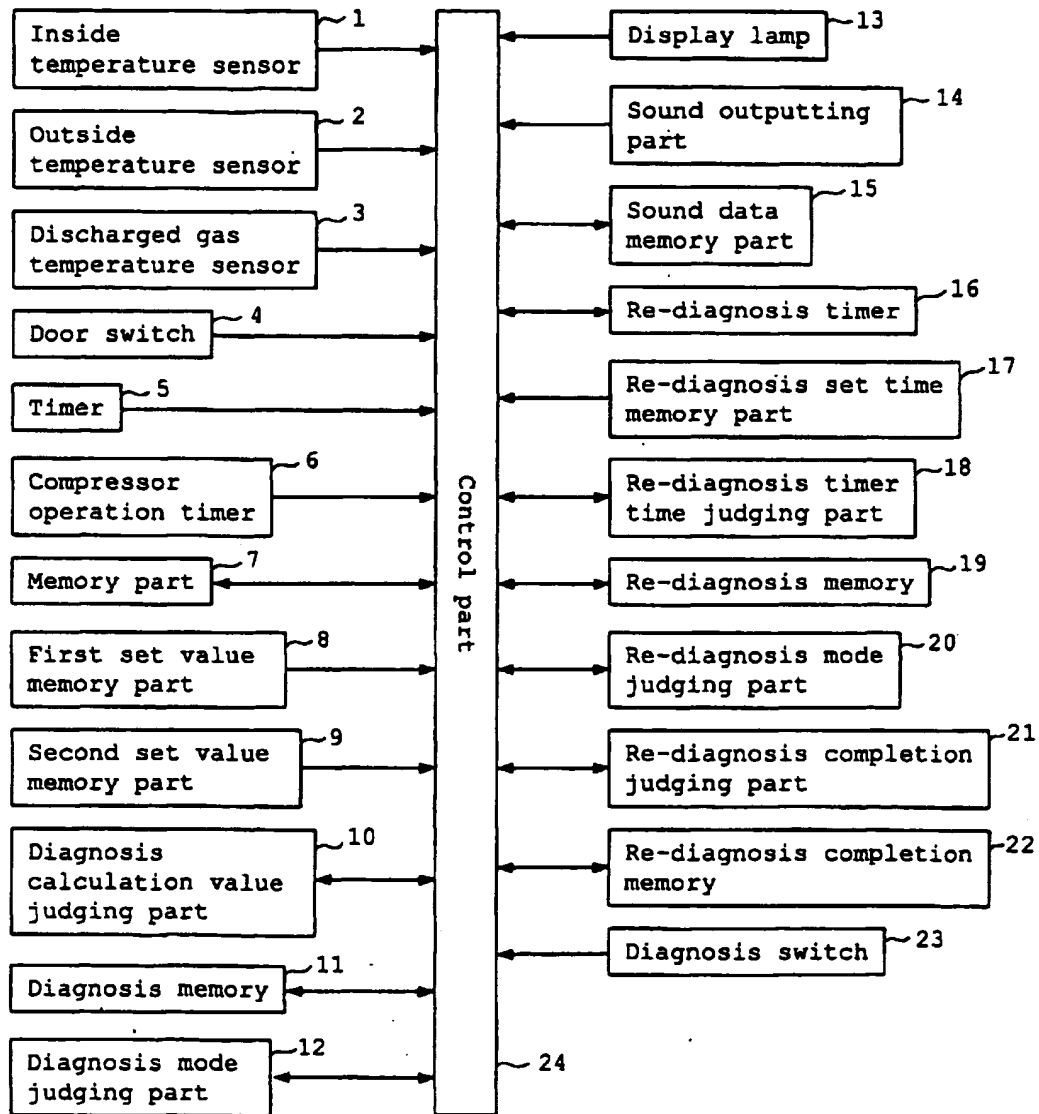 1
Inside
temperature sensor
2
Outside
temperature sensor
3
Discharged gas
temperature sensor
4
Door switch
5
Timer
6
Compressor
operation timer
7
Memory part
8
First set value
memory part
9
Second set value
memory part
10
Diagnosis
calculation value
judging part
11
Diagnosis memory
12
Diagnosis mode
judging part
Control part
24
13
Display lamp
14
Sound outputting
part
15
Sound data
memory part
16
Re-diagnosis timer
17
Re-diagnosis set time
memory part
18
Re-diagnosis timer
time judging part
19
Re-diagnosis memory
20
Re-diagnosis mode
judging part
21
Re-diagnosis completion
judging part
22
Re-diagnosis completion
memory
23
Diagnosis switch